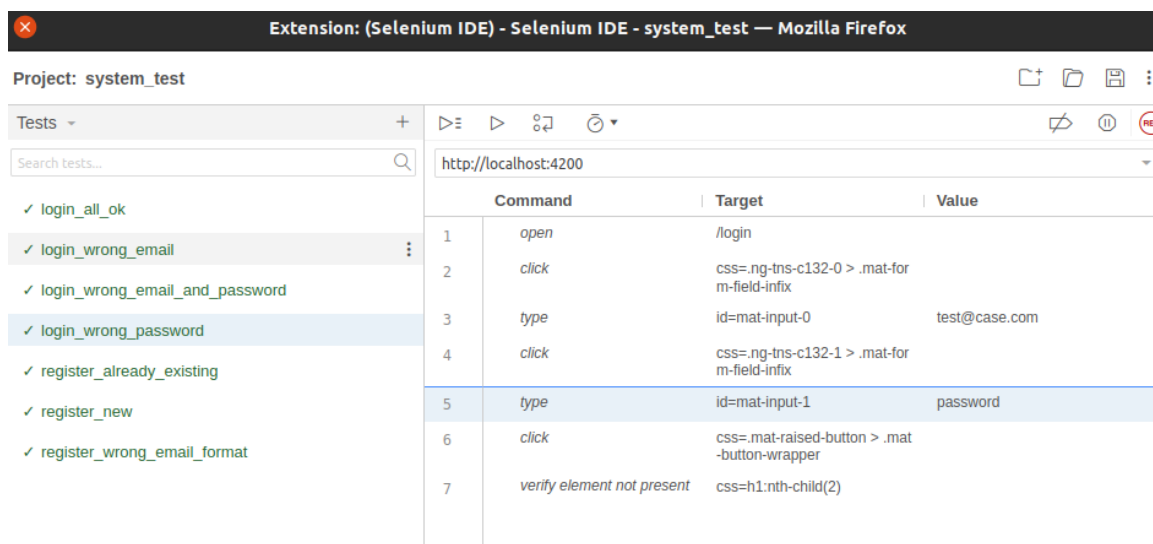 Extension: (Selenium IDE) - Selenium IDE - system_test — Mozilla Firefox
Project: system_test
Tests
Search tests...
✓ login_all_ok
✓ login_wrong_email
✓ login_wrong_email_and_password
✓ login_wrong_password
✓ register_already_existing
✓ register_new
✓ register_wrong_email_format
RE
http://localhost:4200
Command Target Value
1 open /login
2 click css=.ng-tns-c132-0 > .mat-for
m-field-infix
3 type id=mat-input-0 test@case.com
4 click css=.ng-tns-c132-1 > .mat-for
m-field-infix
5 type id=mat-input-1 password
6 click css=.mat-raised-button > .mat
-button-wrapper
7 verify element not present css=h1:nth-child(2)